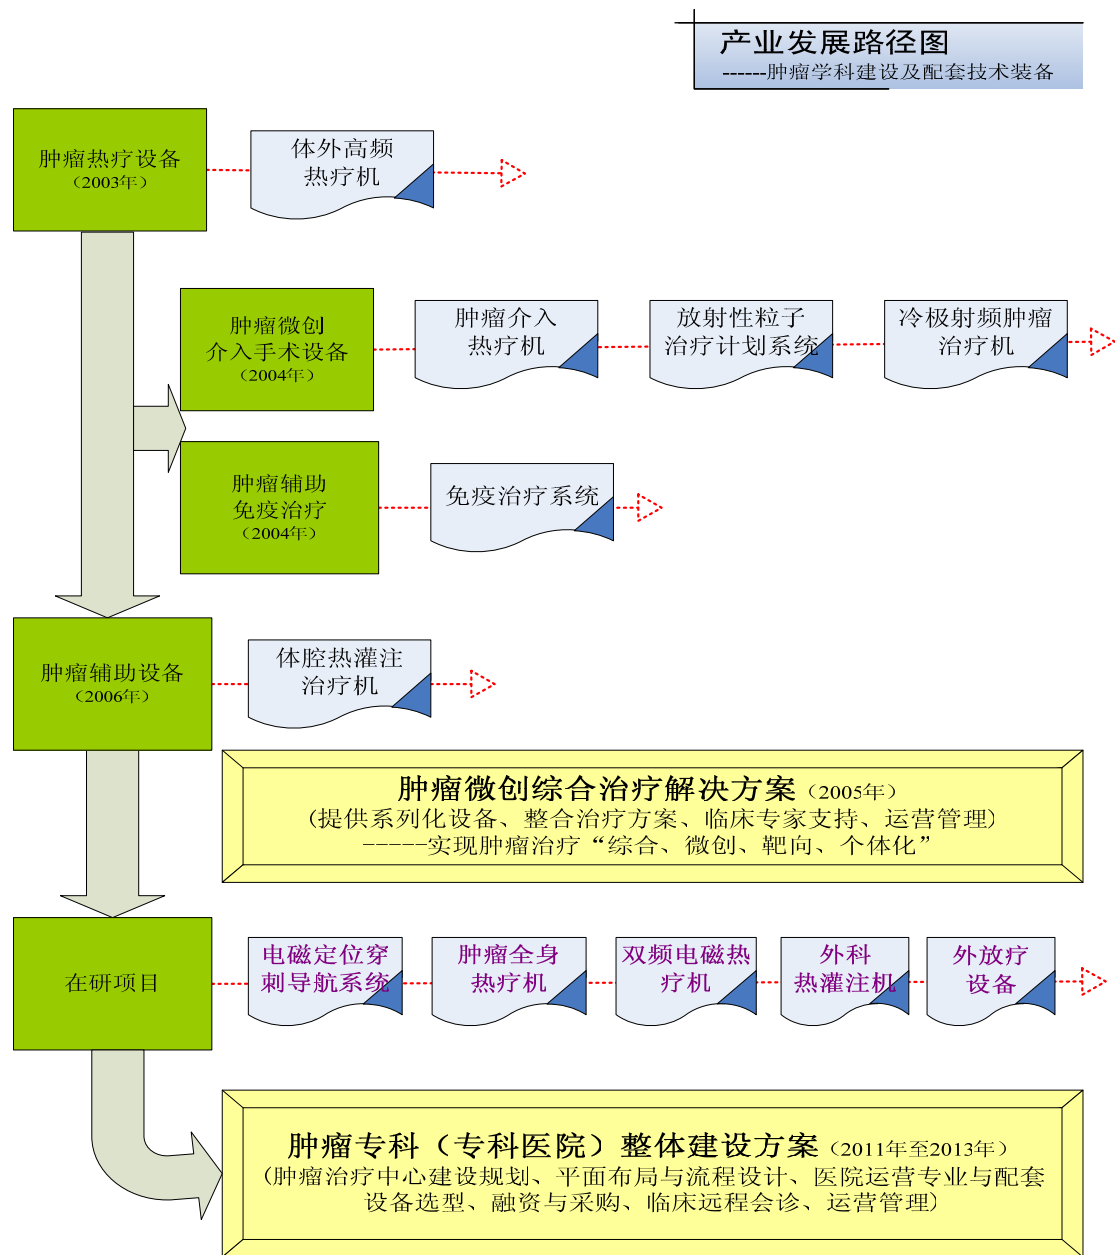 产业发展路径图
------肿瘤学科建设及配套技术装备
肿瘤热疗设备
（2003年）
体外高频
热疗机
肿瘤微创
介入手术设备
（2004年）
肿瘤介入
热疗机
放射性粒子
治疗计划系统
冷极射频肿瘤
治疗机
肿瘤辅助
免疫治疗
（2004年）
免疫治疗系统
肿瘤辅助设备
（2006年）
体腔热灌注
治疗机
肿瘤微创综合治疗解决方案（2005年）
(提供系列化设备、整合治疗方案、临床专家支持、运营管理)
-----实现肿瘤治疗“综合、微创、靶向、个体化”
在研项目
电磁定位穿
刺导航系统
肿瘤全身
热疗机
双频电磁热
疗机
外科
热灌注机
外放疗
设备
肿瘤专科（专科医院）整体建设方案（2011年至2013年）
(肿瘤治疗中心建设规划、平面布局与流程设计、医院运营专业与配套
设备选型、融资与采购、临床远程会诊、运营管理)